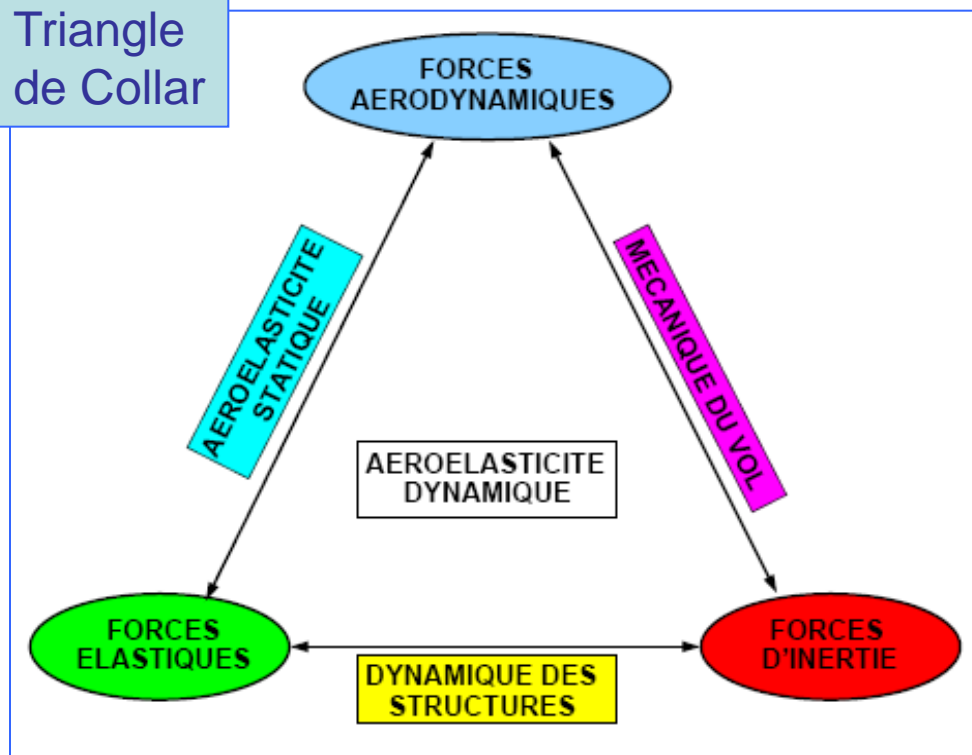 Triangle
de Collar
FORCES
AERODYNAMIQUES
AEROELASTICITE
STATIQUE
MECANIQUE DU VOL
AEROELASTICITE
DYNAMIQUE
FORCES
ELASTIQUES
FORCES
D'INERTIE
DYNAMIQUE DES
STRUCTURES